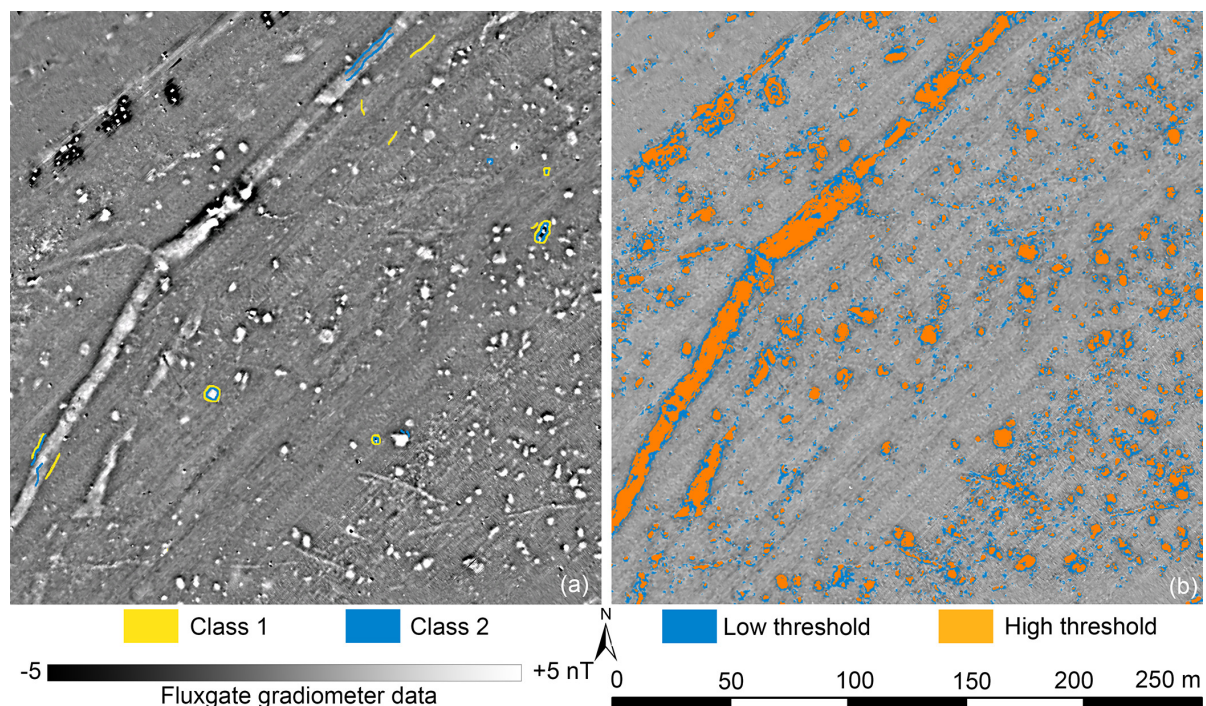 (a)
(b)
Class 1
Class 2
N
Low threshold
High threshold
-5
+5 nT
Fluxgate gradiometer data
0
50
100
150
200
250 m